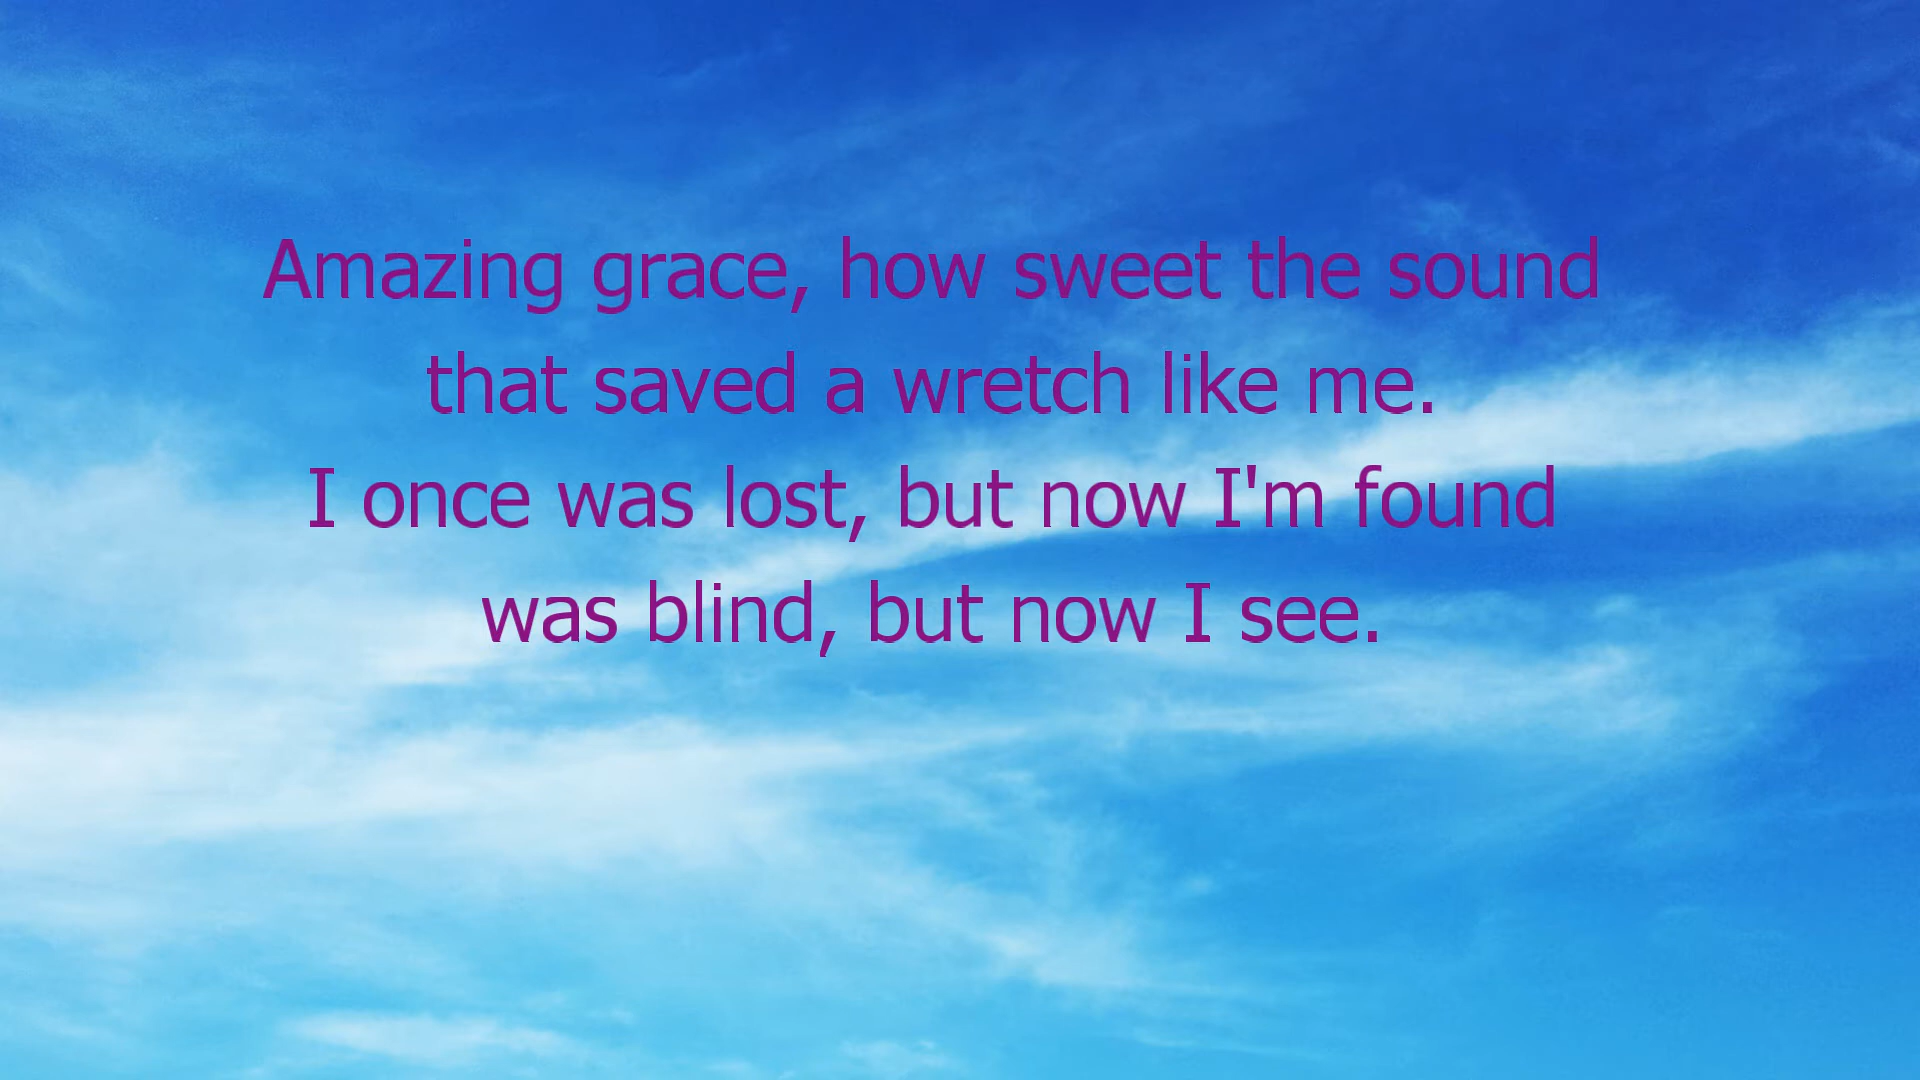 Amazing grace, how sweet the sound
that saved a wretch like me.
I once was lost, but now I'm found
was blind, but now I see.